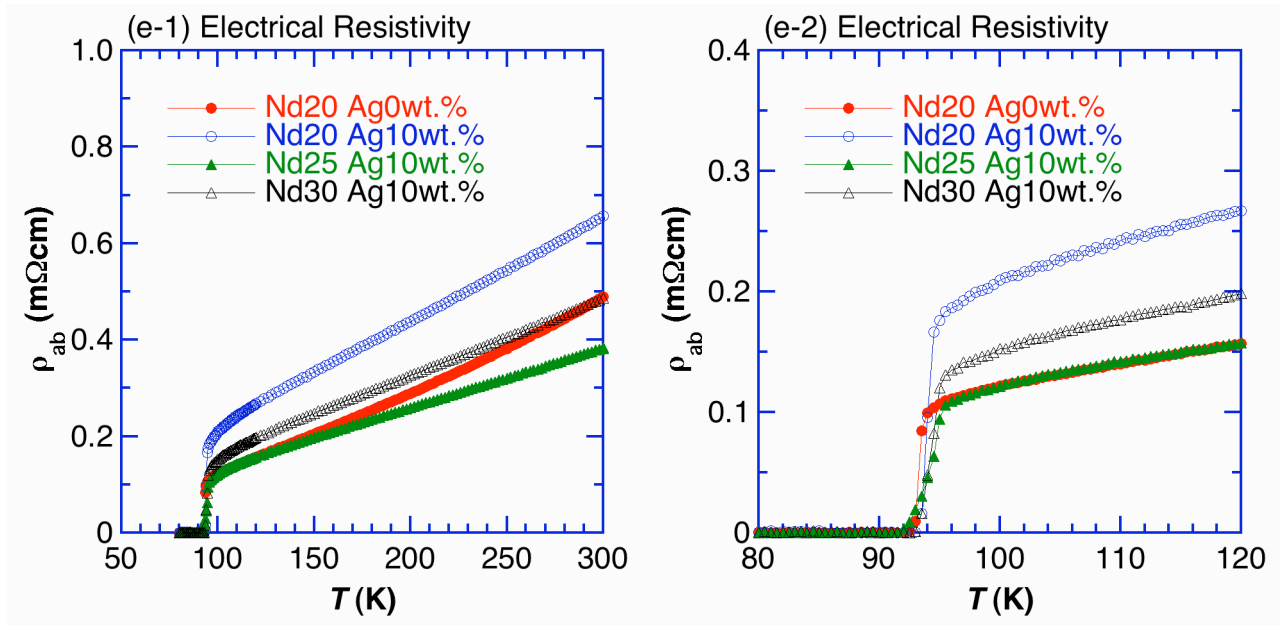 (e-1) Electrical Resistivity
1.0
0.8
0.6
0.4
0.2
0
ρab (mΩcm)
Nd20 Ag0wt.%
Nd20 Ag10wt.%
Nd25 Ag10wt.%
Nd30 Ag10wt.%
50 100 150 200 250 300
T (K)
(e-2) Electrical Resistivity
0.4
0.3
0.2
0.1
0
ρab (mΩcm)
Nd20 Ag0wt.%
Nd20 Ag10wt.%
Nd25 Ag10wt.%
Nd30 Ag10wt.%
80 90 100 110 120
T (K)